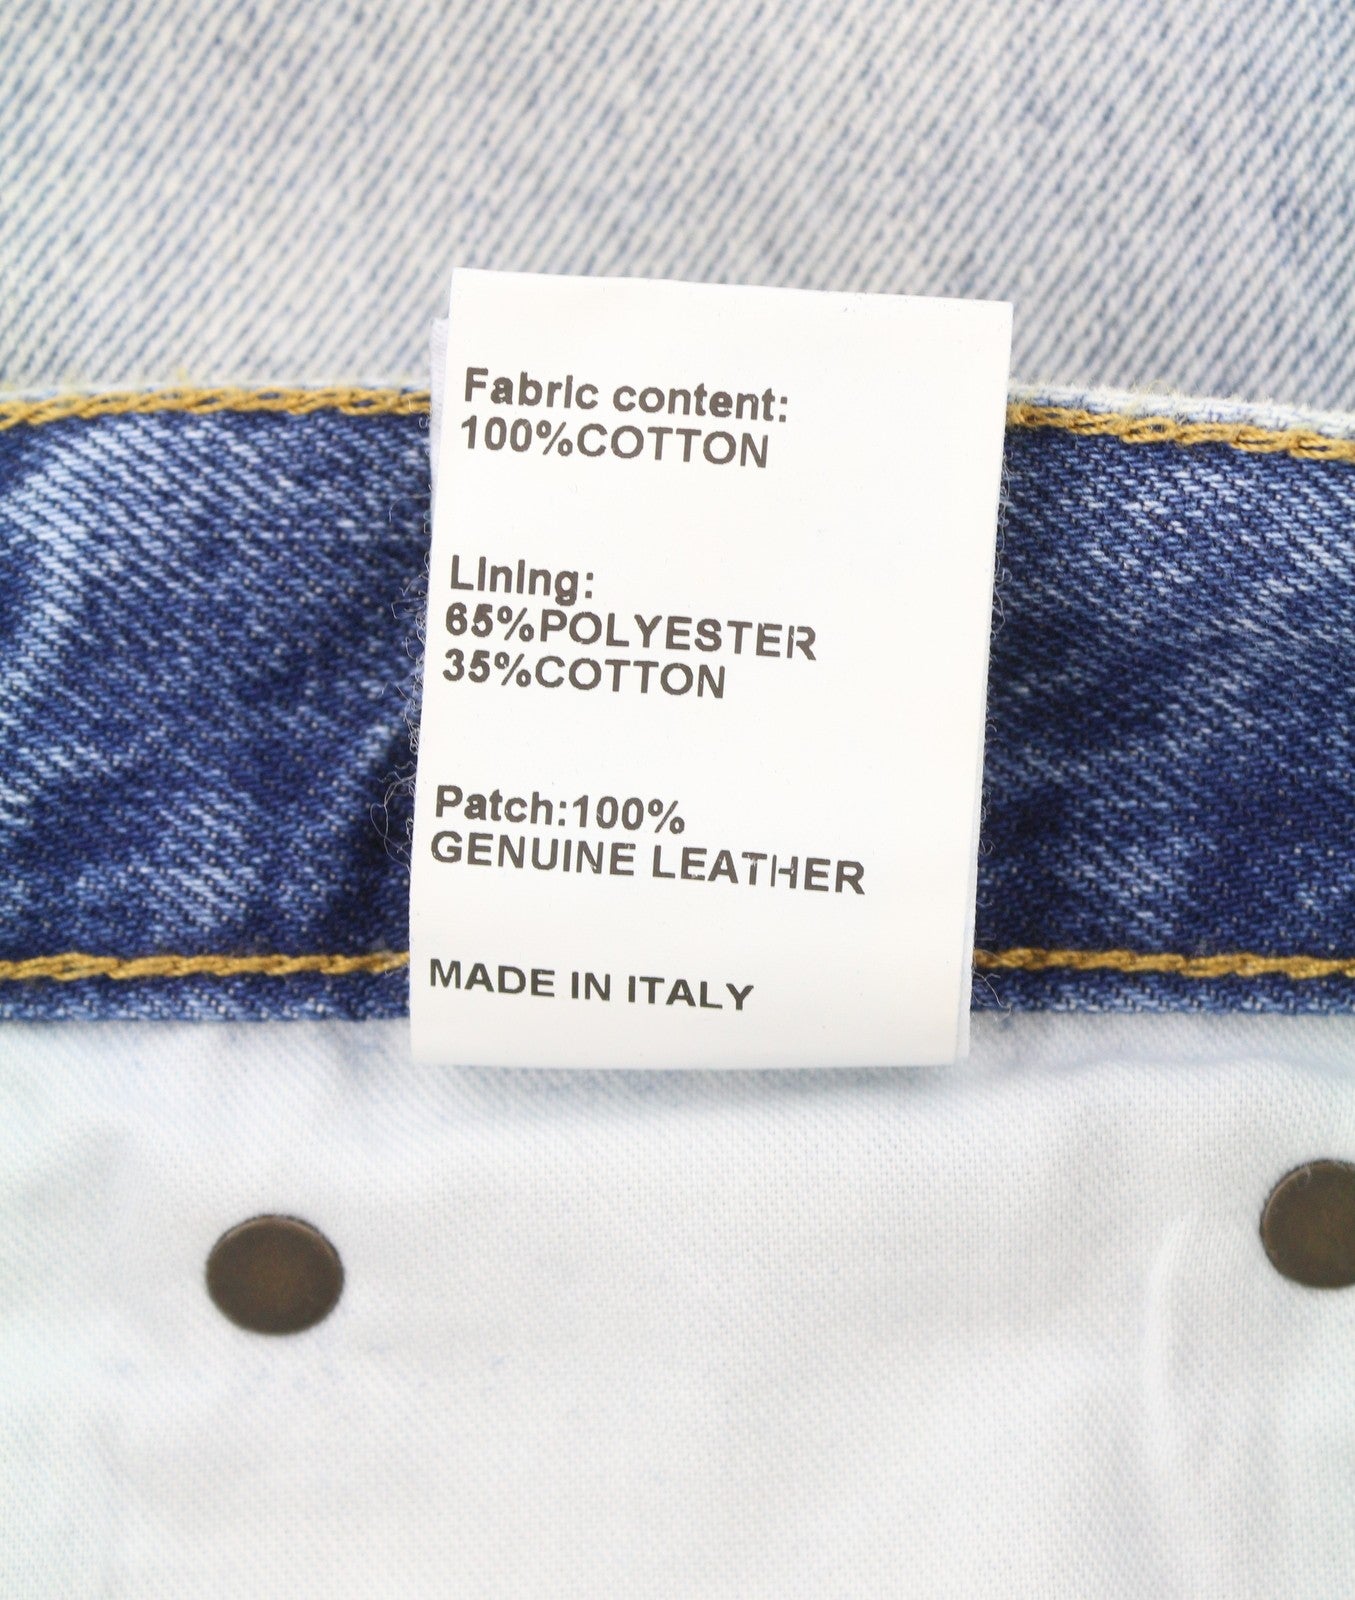 Fabric content:
100%COTTON
Lining:
65%POLYESTER
35%COTTON
Patch:100%
GENUINE LEATHER
MADE IN ITALY